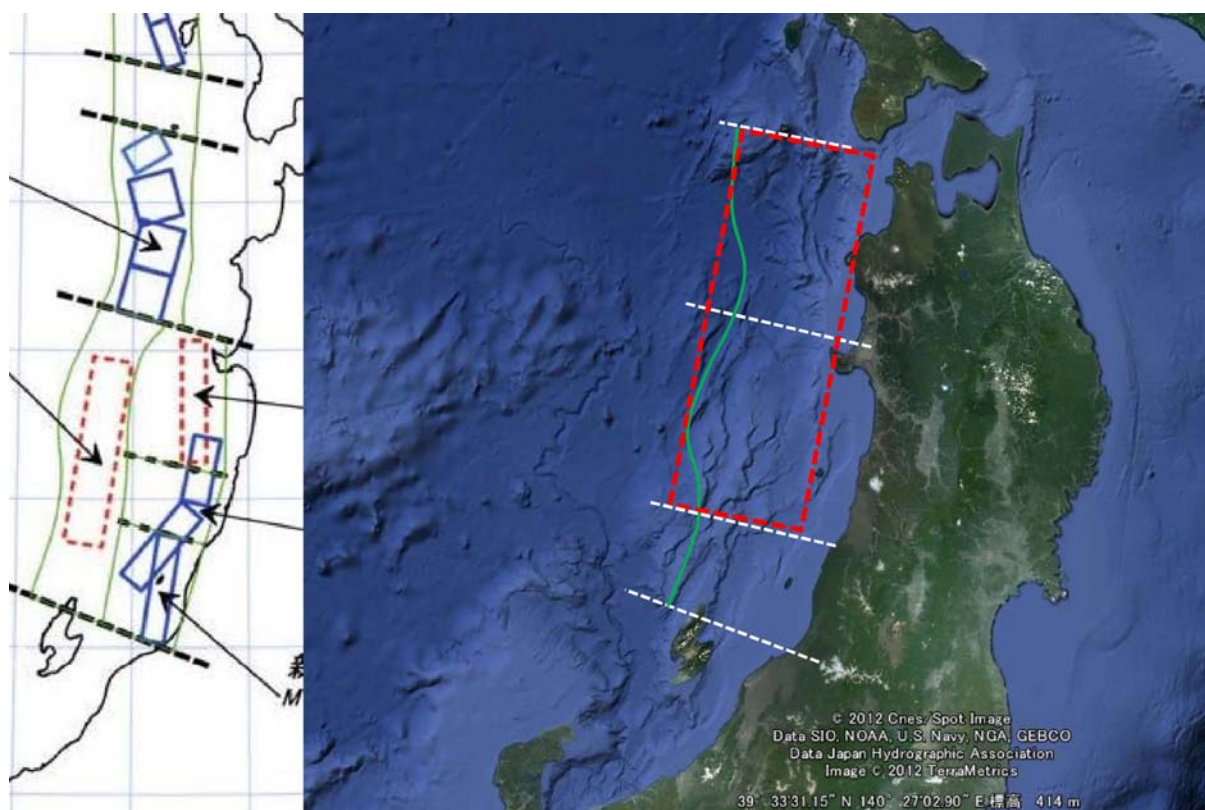 M
© 2012 Cnes/Spot Image
Data SIO, NOAA, U.S. Navy, NGA, GEBCO
Data Japan Hydrographic Association
Image © 2012 TerraMetrics
39° 33'31.15" N 140° 27'02.90" E 標高 414 m